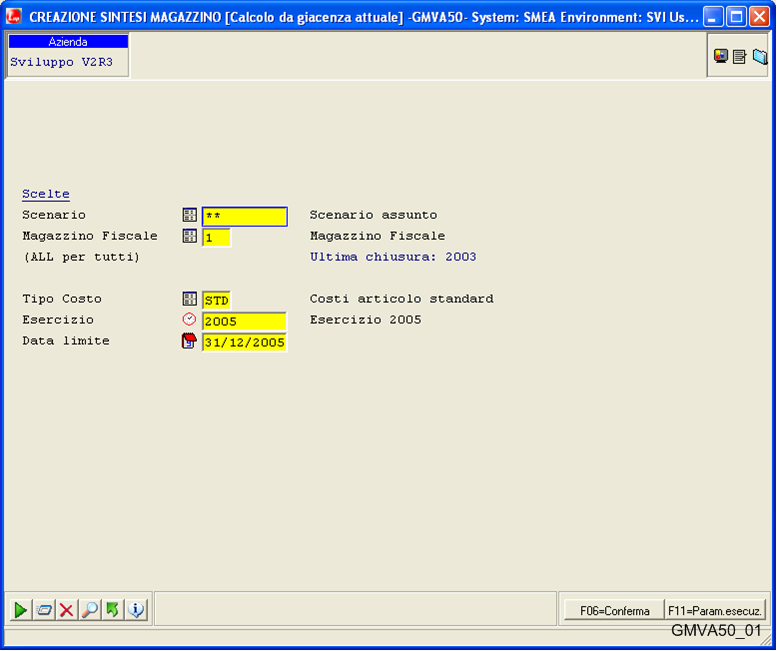 CREAZIONE SINTESI MAGAZZINO [Calcolo da giacenza attuale] -GMVA50- System: SMEA Environment: SVI Us...
Azienda
Sviluppo V2R3
Scelte
Scenario ** Scenario assunto
Magazzino Fiscale 1 Magazzino Fiscale
(ALL per tutti) Ultima chiusura: 2003
Tipo Costo STD Costi articolo standard
Esercizio 2005 Esercizio 2005
Data limite 31/12/2005
F06=Conferma F11=Param.esecuz.
GMVA50_01